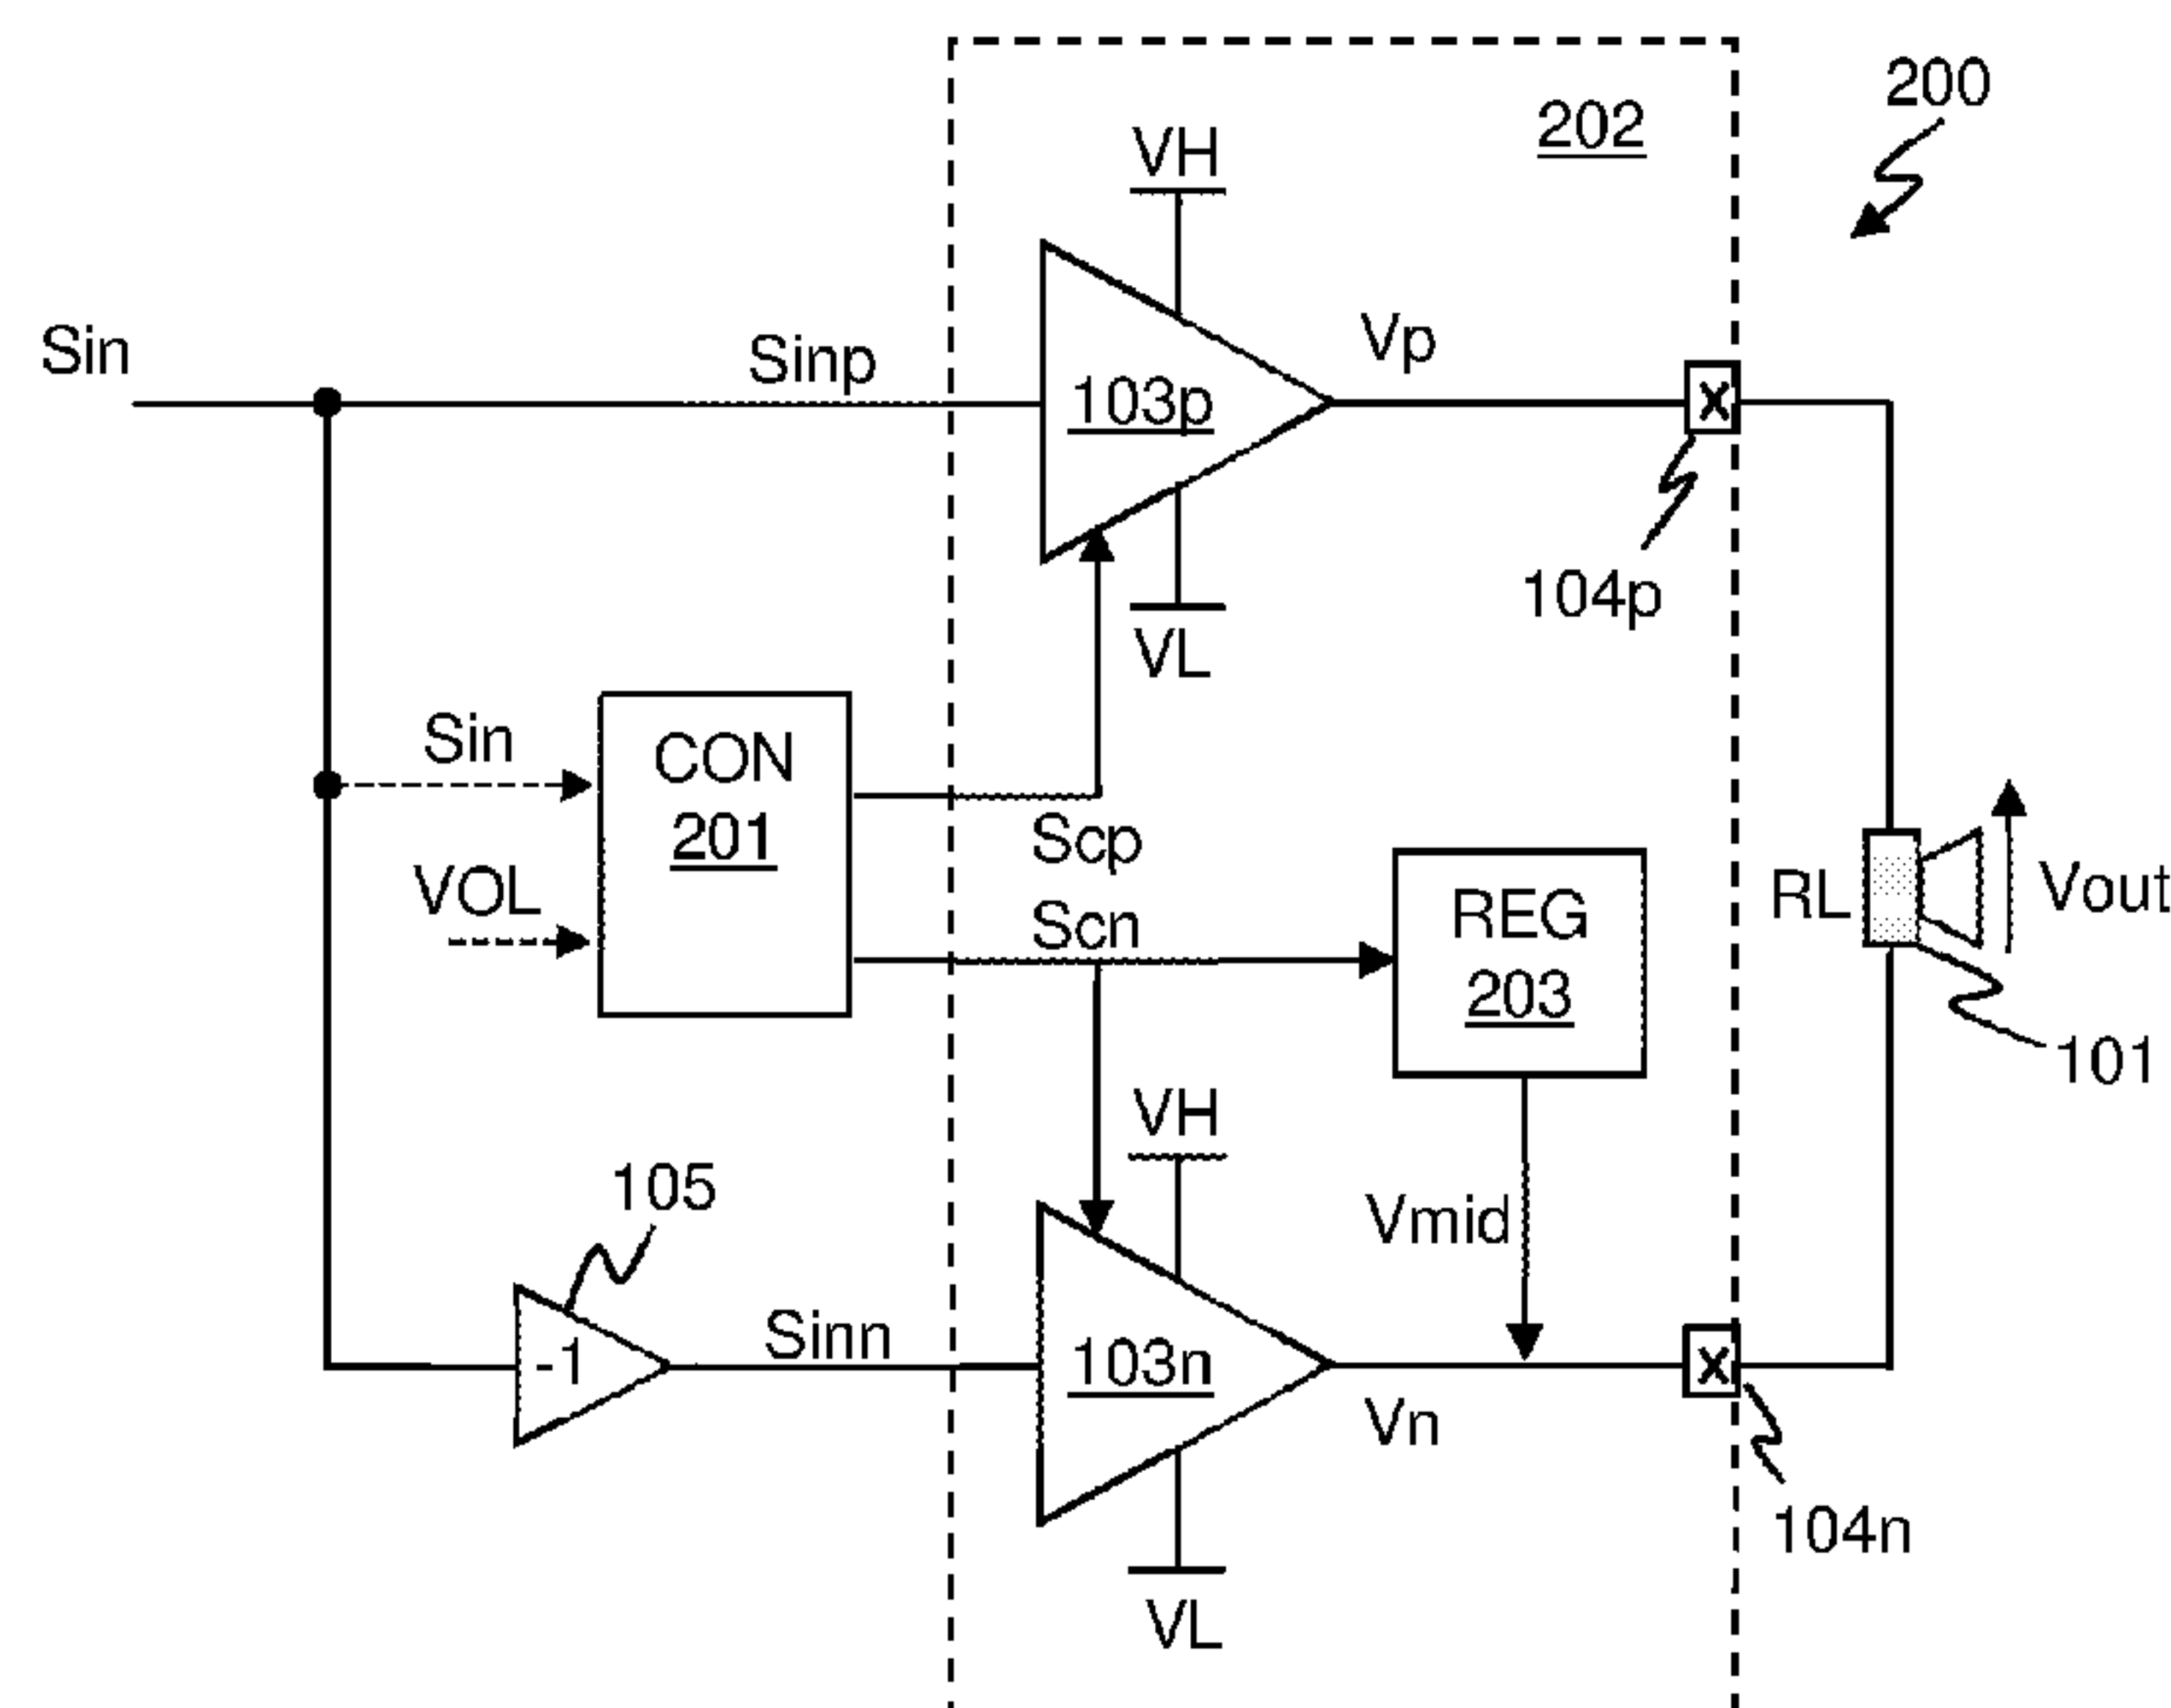 200
202
VH
Sin
Sinp
103p
Vp
X
104p
VL
Sin
CON
201
VOL
Scp
Scn
REG
203
RL
Vout
101
VH
Vmid
105
-1
Sinn
103n
Vn
X
104n
VL